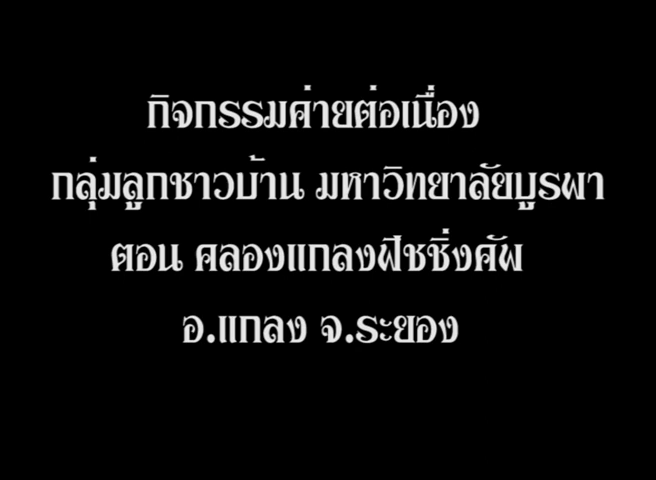 กิจกรรมค่ายต่อเนื่อง
กลุ่มลูกชาวบ้าน มหาวิทยาลัยบูรพา
ตอน คลองแกลงฟิชชิ่งคัพ
อ.แกลง จ.ระยอง